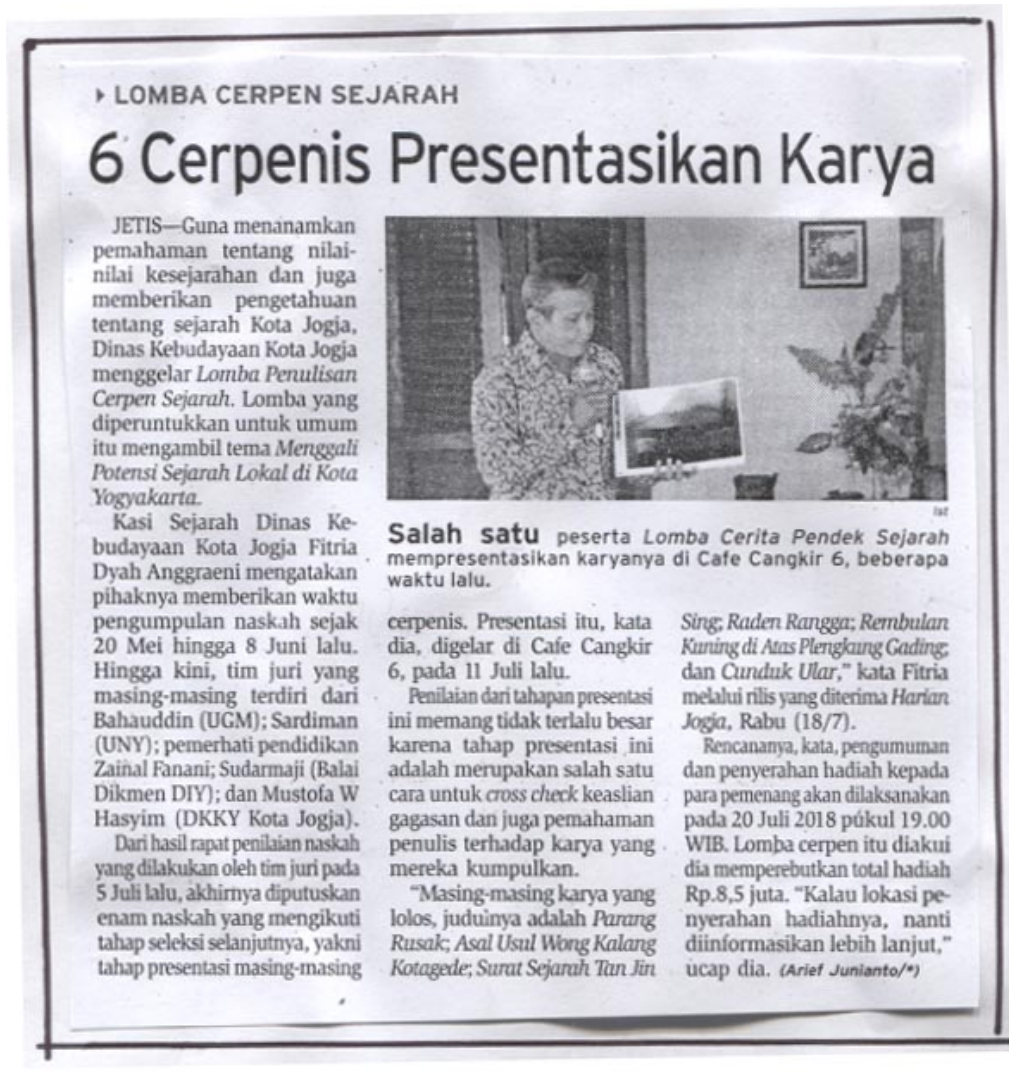 LOMBA CERPEN SEJARAH
6 Cerpenis Presentasikan Karya
JETIS—Guna menanamkan
pemahaman tentang nilai-
nilai kesejarahan dan juga
memberikan pengetahuan
tentang sejarah Kota Jogja,
Dinas Kebudayaan Kota Jogja
menggelar Lomba Penulisan
Cerpen Sejarah. Lomba yang
diperuntukkan untuk umum
itu mengambil tema Menggali
Potensi Sejarah Lokal di Kota
Yogyakarta.
Kasi Sejarah Dinas Ke-
budayaan Kota Jogja Fitria
Dyah Anggraeni mengatakan
pihaknya memberikan waktu
pengumpulan naskah sejak
20 Mei hingga 8 Juni lalu.
Hingga kini, tim juri yang
masing-masing terdiri dari
Bahauddin (UGM); Sardiman
(UNY); pemerhati pendidikan
Zainal Fanani; Sudarmaji (Balai
Dikmen DIY); dan Mustofa W
Hasyim (DKKY Kota Jogja).
Dari hasil rapat penilaian naskah
yang dilakukan oleh tim juri pada
5 Juli lalu, akhirnya diputuskan
enam naskah yang mengikuti
tahap seleksi selanjutnya, yakni
tahap presentasi masing-masing
Ist
Salah satu peserta Lomba Cerita Pendek Sejarah
mempresentasikan karyanya di Cafe Cangkir 6, beberapa
waktu lalu.
cerpenis. Presentasi itu, kata
dia, digelar di Cafe Cangkir
6, pada 11 Juli lalu.
Penilaian dari tahapan presentasi
ini memang tidak terlalu besar
karena tahap presentasi ini
adalah merupakan salah satu
cara untuk cross check keaslian
gagasan dan juga pemahaman
penulis terhadap karya yang
mereka kumpulkan.
“Masing-masing karya yang
lolos, judulnya adalah Parang
Rusak; Asal Usul Wong Kalang
Kotagede; Surat Sejarah Tan Jin
Sing; Raden Rangga; Rembulan
Kuning di Atas Plengkung Gading;
dan Cunduk Ular,” kata Fitria
melalui rilis yang diterima Harian
Jogja, Rabu (18/7).
Rencananya, kata, pengumuman
dan penyerahan hadiah kepada
para pemenang akan dilaksanakan
pada 20 Juli 2018 pukul 19.00
WIB. Lomba cerpen itu diakui
dia memperebutkan total hadiah
Rp.8,5 juta. “Kalau lokasi pe-
nyerahan hadiahnya, nanti
diinformasikan lebih lanjut,”
ucap dia. (Arief Junianto/*)